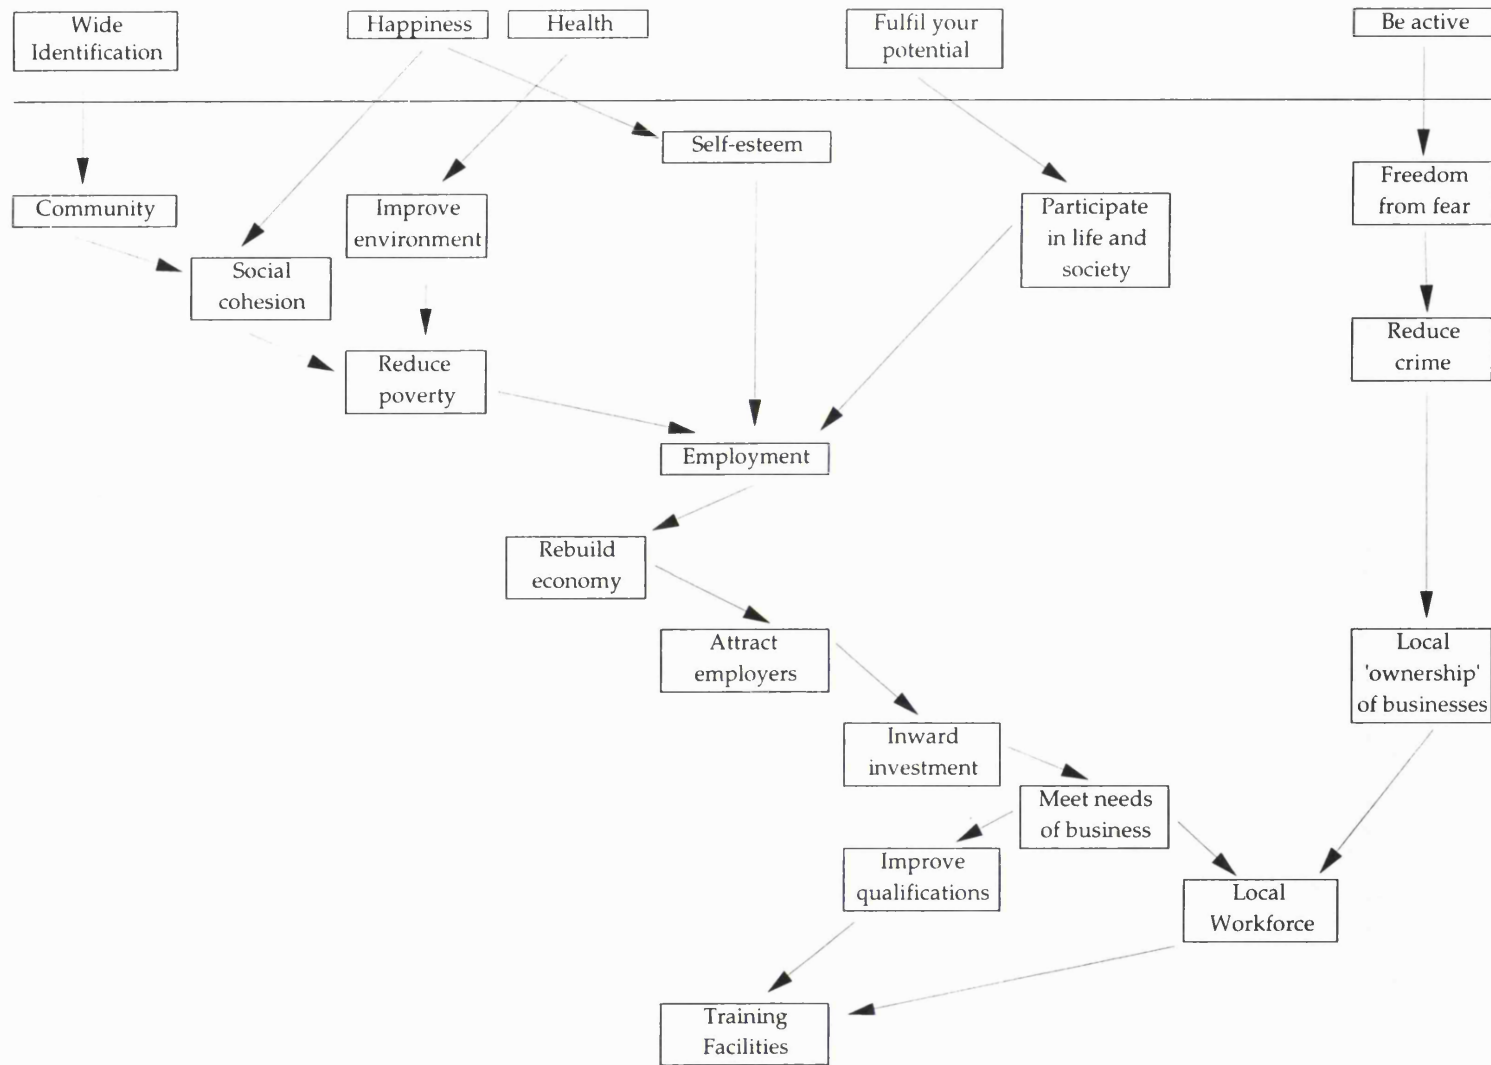 Wide
Identification
Happiness
Health
Fulfil your
potential
Be active
Self-esteem
Community
Improve
environment
Participate
in life and
society
Freedom
from fear
Social
cohesion
Reduce
poverty
Reduce
crime
Employment
Rebuild
economy
Attract
employers
Local
'ownership'
of businesses
Inward
investment
Meet needs
of business
Improve
qualifications
Local
Workforce
Training
Facilities